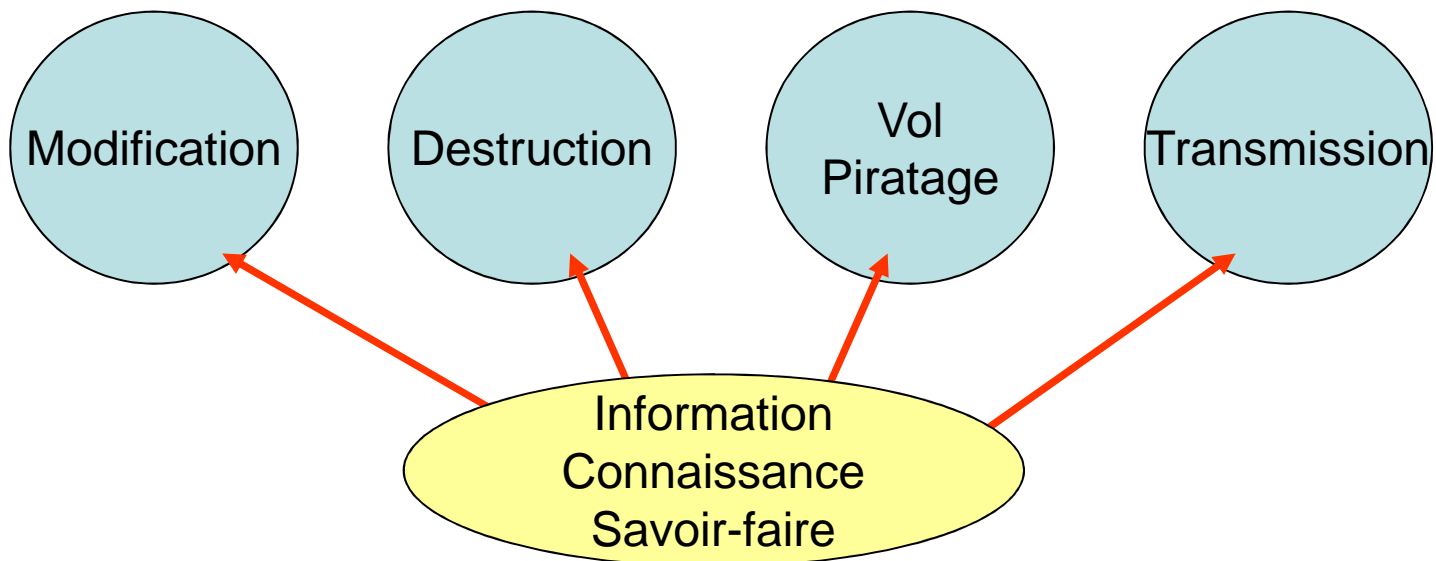 Modification
Destruction
Vol
Piratage
Transmission
Information
Connaissance
Savoir-faire